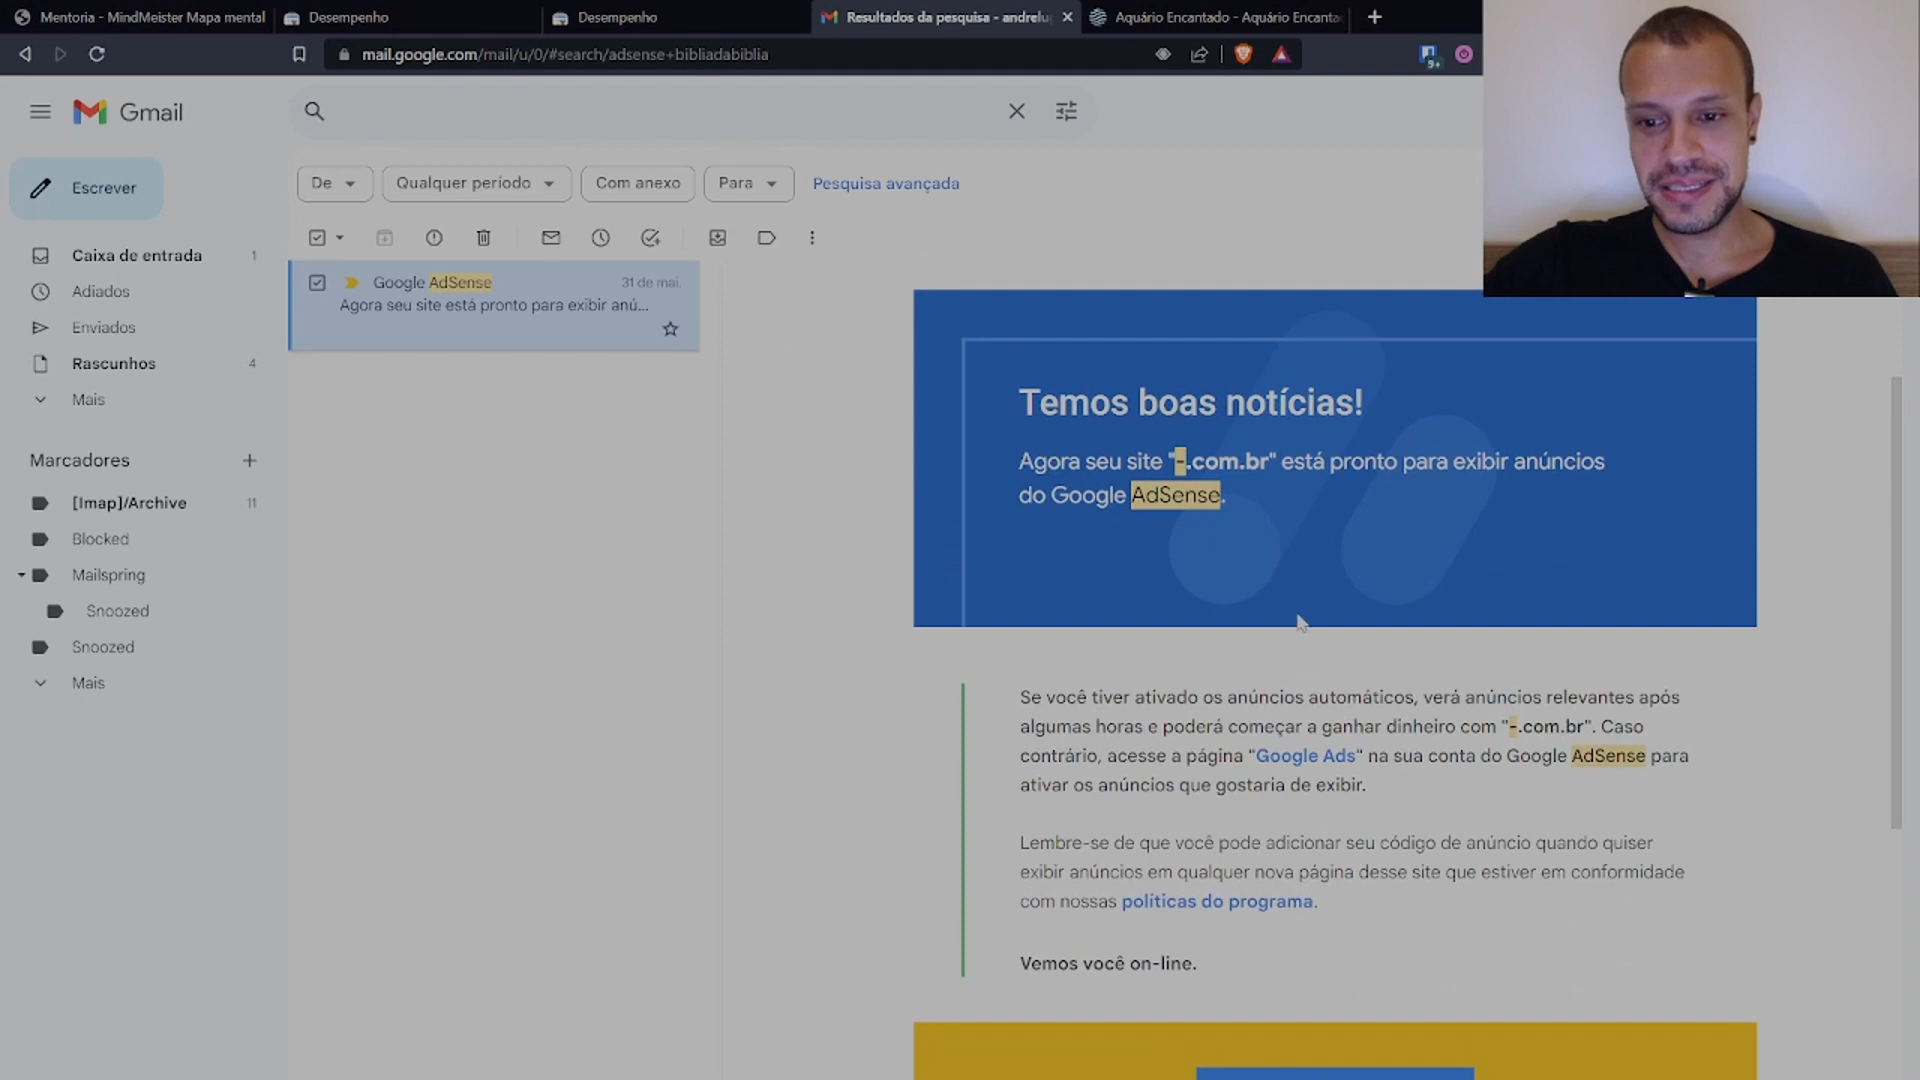 Mentoria - MindMeister Mapa mental
Desempenho
Desempenho
Resultados da pesquisa - andrelu
Aquário Encantado - Aquário Encanta
mail.google.com/mail/u/0/#search/adsense+bibliadabiblia
9+
Gmail
Escrever
Caixa de entrada 1
Adiados
Enviados
Rascunhos 4
Mais
Marcadores
[Imap]/Archive 11
Blocked
Mailspring
Snoozed
Snoozed
Mais
De
Qualquer período
Com anexo
Para
Pesquisa avançada
Google AdSense 31 de mai.
Agora seu site está pronto para exibir anú...
Temos boas notícias!
Agora seu site "-.com.br" está pronto para exibir anúncios
do Google AdSense.
Se você tiver ativado os anúncios automáticos, verá anúncios relevantes após
algumas horas e poderá começar a ganhar dinheiro com "-.com.br". Caso
contrário, acesse a página "Google Ads" na sua conta do Google AdSense para
ativar os anúncios que gostaria de exibir.
Lembre-se de que você pode adicionar seu código de anúncio quando quiser
exibir anúncios em qualquer nova página desse site que estiver em conformidade
com nossas políticas do programa.
Vemos você on-line.